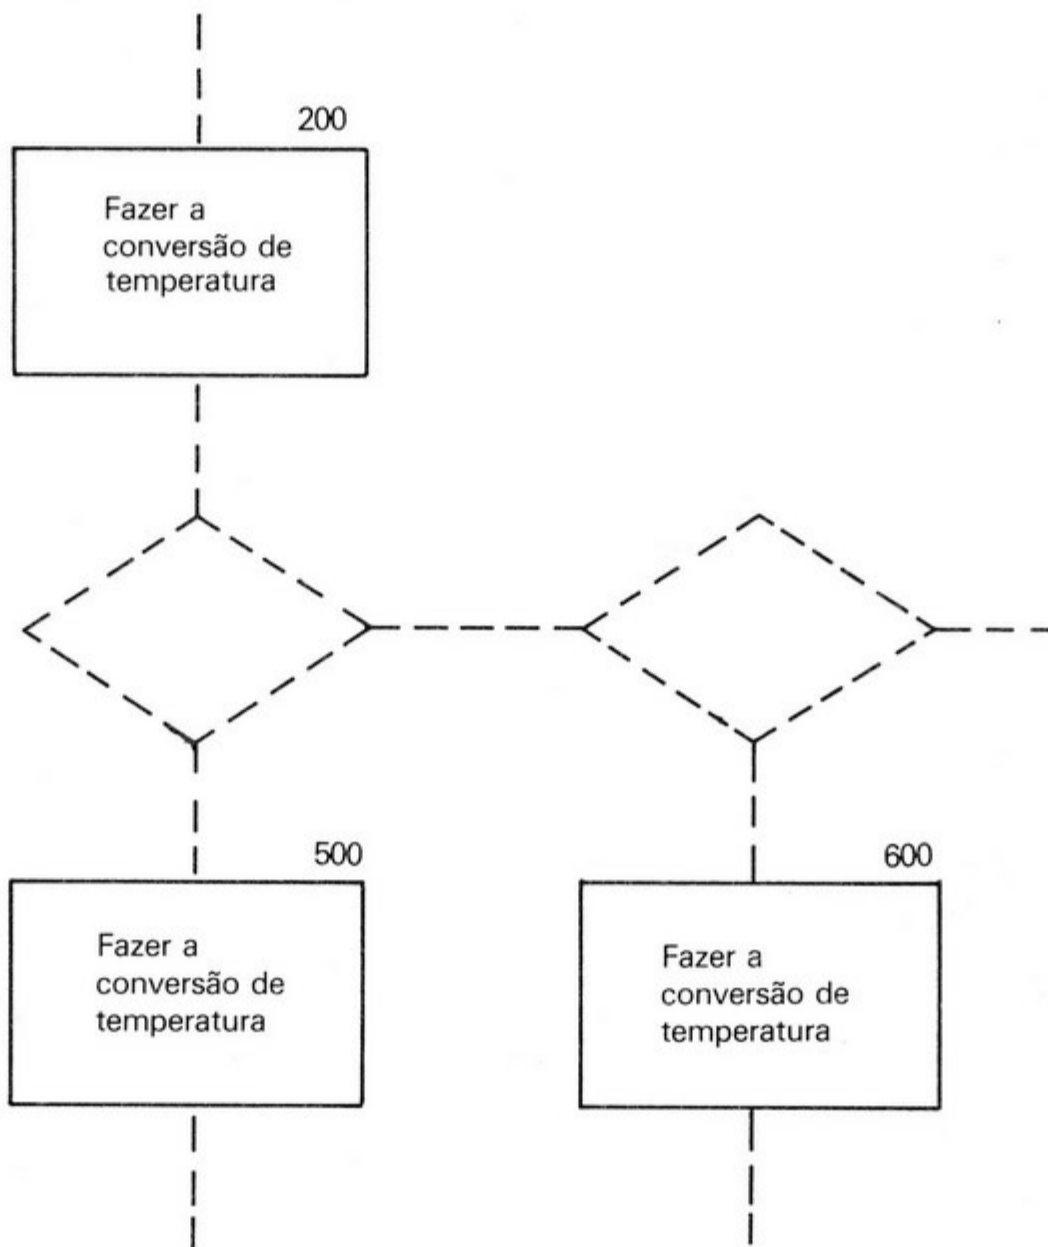 200
Fazer a
conversão de
temperatura
500
Fazer a
conversão de
temperatura
600
Fazer a
conversão de
temperatura